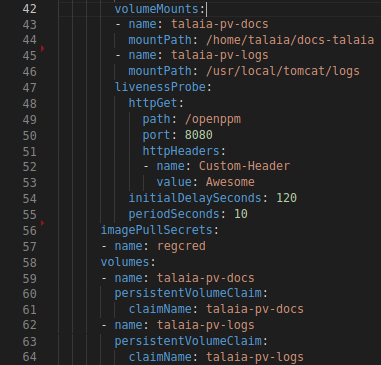 42 volumeMounts:
43 - name: talaia-pv-docs
44 mountPath: /home/talaia/docs-talaia
45 - name: talaia-pv-logs
46 mountPath: /usr/local/tomcat/logs
47 livenessProbe:
48 httpGet:
49 path: /openppm
50 port: 8080
51 httpHeaders:
52 - name: Custom-Header
53 value: Awesome
54 initialDelaySeconds: 120
55 periodSeconds: 10
56 imagePullSecrets:
57 - name: regcred
58 volumes:
59 - name: talaia-pv-docs
60 persistentVolumeClaim:
61 claimName: talaia-pv-docs
62 - name: talaia-pv-logs
63 persistentVolumeClaim:
64 claimName: talaia-pv-logs